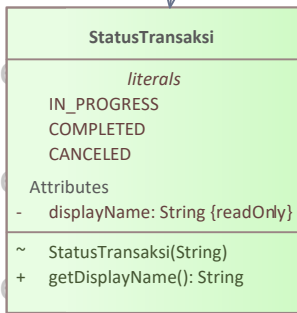 StatusTransaksi
literals
IN_PROGRESS
COMPLETED
CANCELED
Attributes
- displayName: String {readOnly}
~ StatusTransaksi(String)
+ getDisplayName(): String